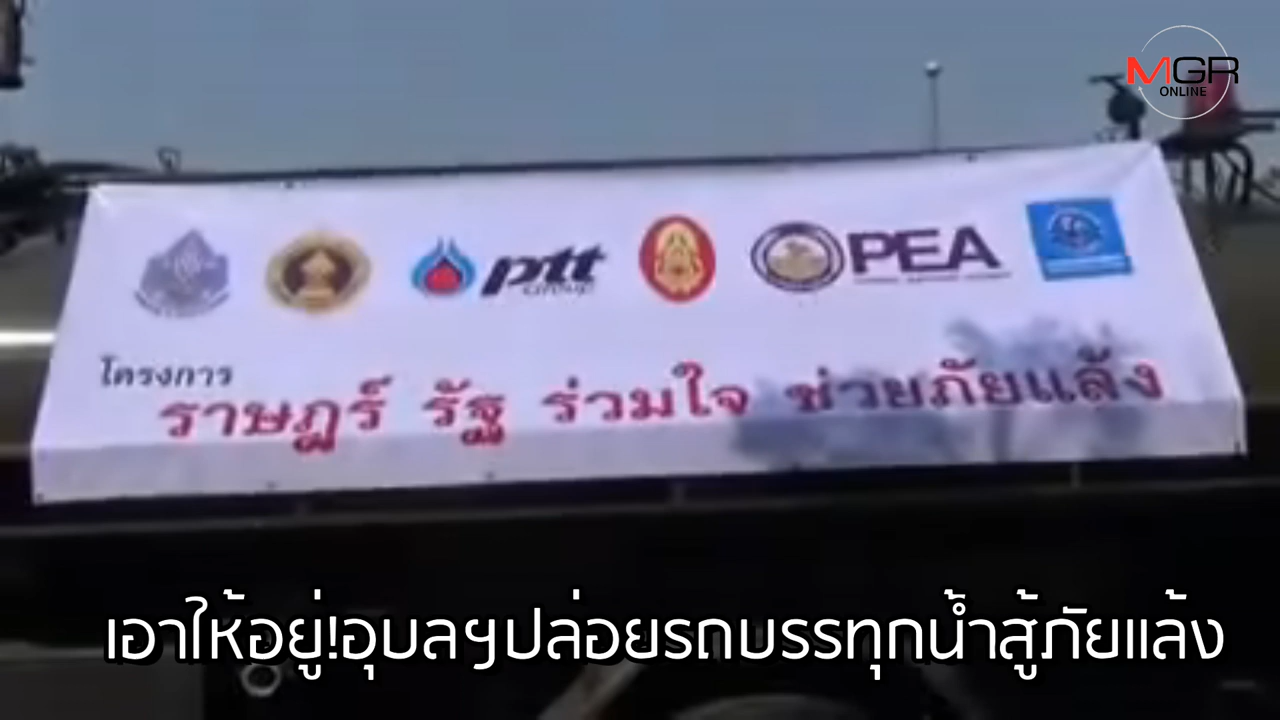 MGR
ONLINE
ptt
Group
PEA
โครงการ
ราษฎร์ รัฐ ร่วมใจ ช่วยภัยแล้ง
เอาให้อยู่!อุบลฯปล่อยรถบรรทุกน้ำสู้ภัยแล้ง